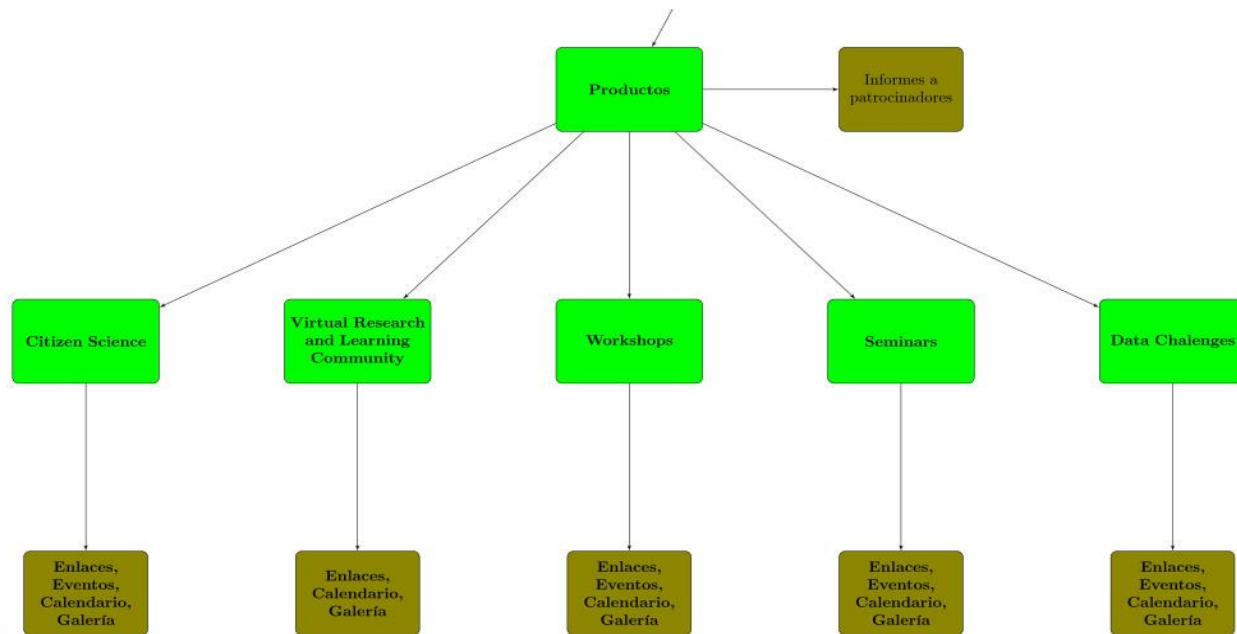 Productos
Informes a
patrocinadores
Citizen Science
Virtual Research
and Learning
Community
Workshops
Seminars
Data Chalenges
Enlaces,
Eventos,
Calendario,
Galería
Enlaces,
Calendario,
Galería
Enlaces,
Eventos,
Calendario,
Galería
Enlaces,
Eventos,
Calendario,
Galería
Enlaces,
Eventos,
Calendario,
Galería